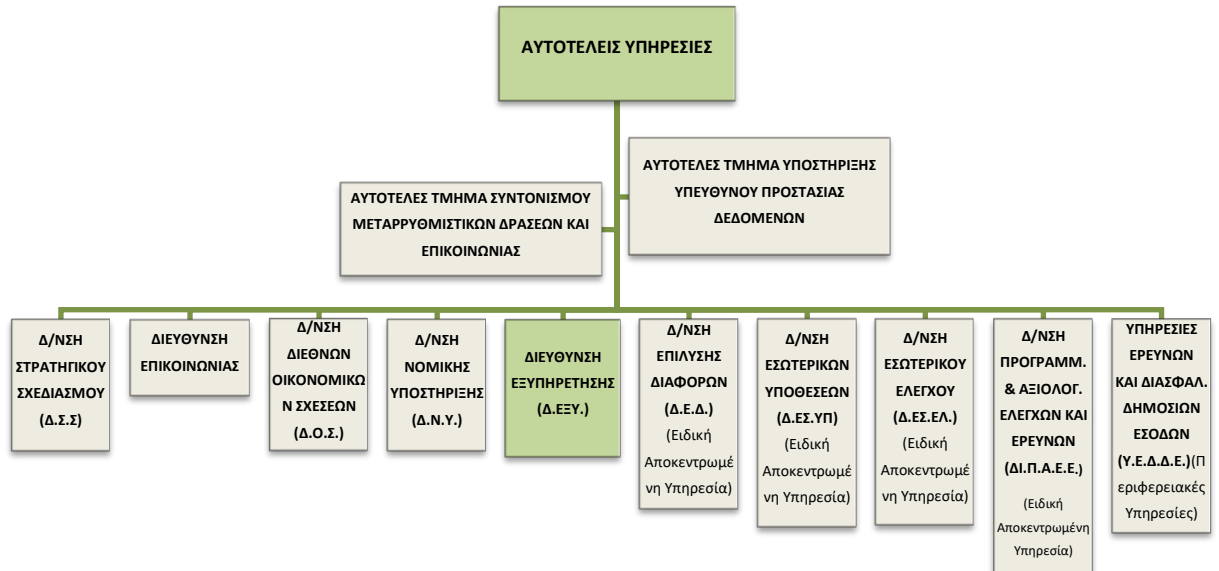 ΑΥΤΟΤΕΛΕΙΣ ΥΠΗΡΕΣΙΕΣ
ΑΥΤΟΤΕΛΕΣ ΤΜΗΜΑ ΣΥΝΤΟΝΙΣΜΟΥ
ΜΕΤΑΡΡΥΘΜΙΣΤΙΚΩΝ ΔΡΑΣΕΩΝ ΚΑΙ
ΕΠΙΚΟΙΝΩΝΙΑΣ
ΑΥΤΟΤΕΛΕΣ ΤΜΗΜΑ ΥΠΟΣΤΗΡΙΞΗΣ
ΥΠΕΥΘΥΝΟΥ ΠΡΟΣΤΑΣΙΑΣ
ΔΕΔΟΜΕΝΩΝ
Δ/ΝΣΗ
ΣΤΡΑΤΗΓΙΚΟΥ
ΣΧΕΔΙΑΣΜΟΥ
(Δ.Σ.Σ)
ΔΙΕΥΘΥΝΣΗ
ΕΠΙΚΟΙΝΩΝΙΑΣ
Δ/ΝΣΗ
ΔΙΕΘΝΩΝ
ΟΙΚΟΝΟΜΙΚΩ
Ν ΣΧΕΣΕΩΝ
(Δ.Ο.Σ.)
Δ/ΝΣΗ
ΝΟΜΙΚΗΣ
ΥΠΟΣΤΗΡΙΞΗΣ
(Δ.Ν.Υ.)
ΔΙΕΥΘΥΝΣΗ
ΕΞΥΠΗΡΕΤΗΣΗΣ
(Δ.ΕΞΥ.)
Δ/ΝΣΗ
ΕΠΙΛΥΣΗΣ
ΔΙΑΦΟΡΩΝ
(Δ.Ε.Δ.)
(Ειδική
Αποκεντρωμέ
νη Υπηρεσία)
Δ/ΝΣΗ
ΕΣΩΤΕΡΙΚΩΝ
ΥΠΟΘΕΣΕΩΝ
(Δ.ΕΣ.ΥΠ)
(Ειδική
Αποκεντρωμέ
νη Υπηρεσία)
Δ/ΝΣΗ
ΕΣΩΤΕΡΙΚΟΥ
ΕΛΕΓΧΟΥ
(Δ.ΕΣ.ΕΛ.)
(Ειδική
Αποκεντρωμέ
νη Υπηρεσία)
Δ/ΝΣΗ
ΠΡΟΓΡΑΜΜ.
& ΑΞΙΟΛΟΓ.
ΕΛΕΓΧΩΝ ΚΑΙ
ΕΡΕΥΝΩΝ
(ΔΙ.Π.Α.Ε.Ε.)
(Ειδική
Αποκεντρωμένη
Υπηρεσία)
ΥΠΗΡΕΣΙΕΣ
ΕΡΕΥΝΩΝ
ΚΑΙ ΔΙΑΣΦΑΛ.
ΔΗΜΟΣΙΩΝ
ΕΣΟΔΩΝ
(Υ.Ε.Δ.Δ.Ε.)(Π
εριφερειακές
Υπηρεσίες)